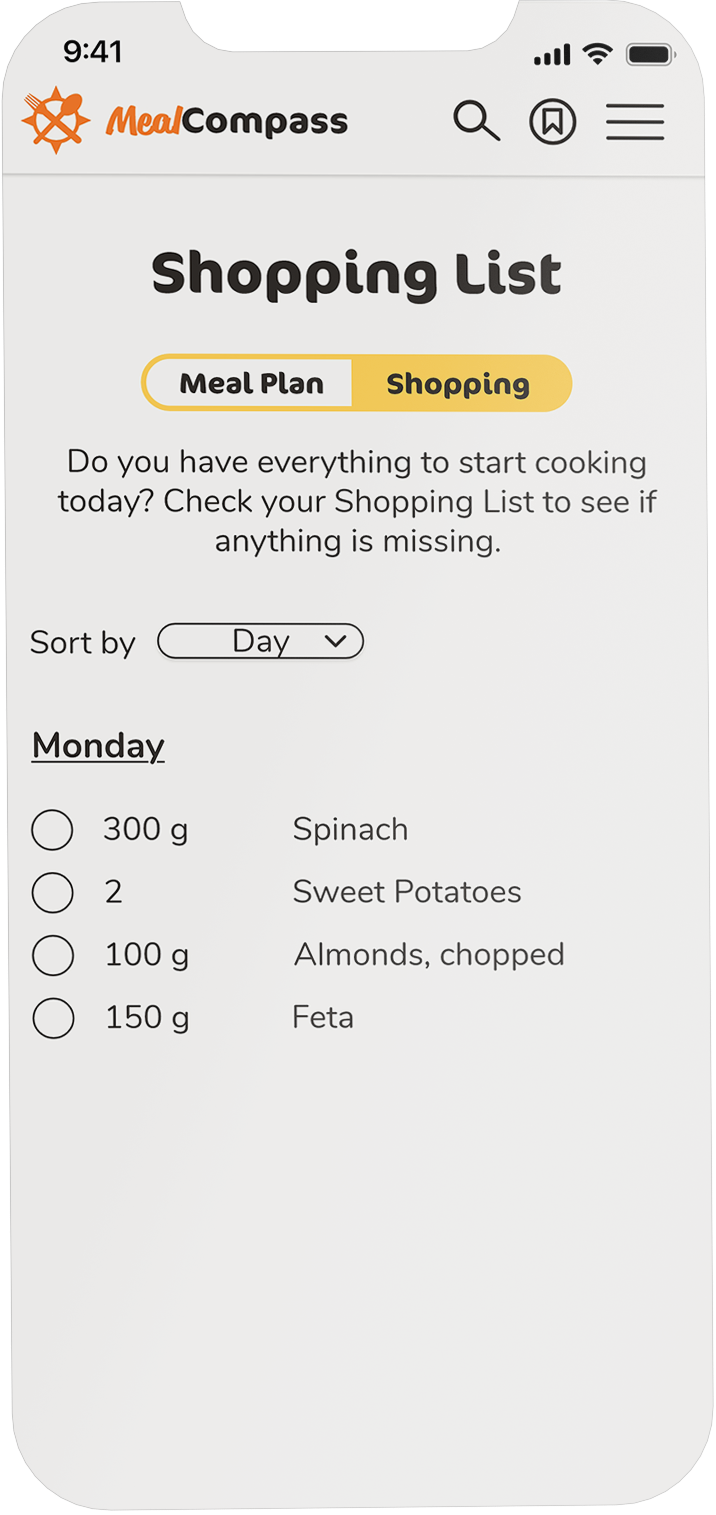 9:41
MealCompass
Shopping List
Meal Plan Shopping
Do you have everything to start cooking
today? Check your Shopping List to see if
anything is missing.
Sort by Day
Monday
300 g Spinach
2 Sweet Potatoes
100 g Almonds, chopped
150 g Feta